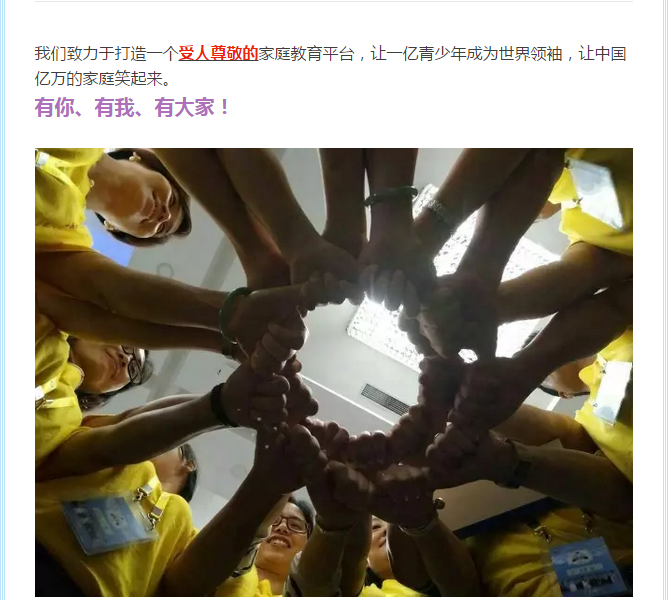 我们致力于打造一个受人尊敬的家庭教育平台，让一亿青少年成为世界领袖，让中国
亿万的家庭笑起来。
有你、有我、有大家！